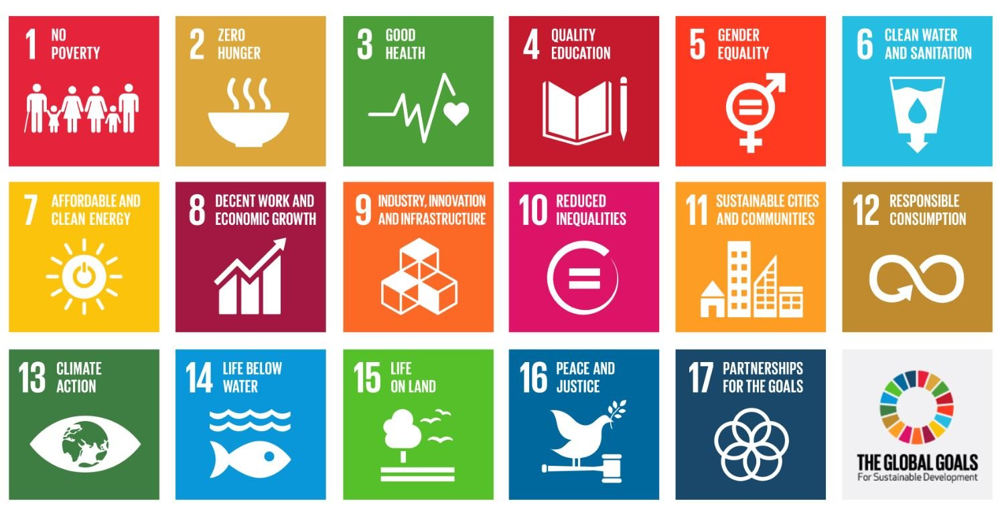 1 NO
POVERTY
2 ZERO
HUNGER
3 GOOD
HEALTH
4 QUALITY
EDUCATION
5 GENDER
EQUALITY
6 CLEAN WATER
AND SANITATION
7 AFFORDABLE AND
CLEAN ENERGY
8 DECENT WORK AND
ECONOMIC GROWTH
9 INDUSTRY, INNOVATION
AND INFRASTRUCTURE
10 REDUCED
INEQUALITIES
11 SUSTAINABLE CITIES
AND COMMUNITIES
12 RESPONSIBLE
CONSUMPTION
13 CLIMATE
ACTION
14 LIFE BELOW
WATER
15 LIFE
ON LAND
16 PEACE AND
JUSTICE
17 PARTNERSHIPS
FOR THE GOALS
THE GLOBAL GOALS
For Sustainable Development